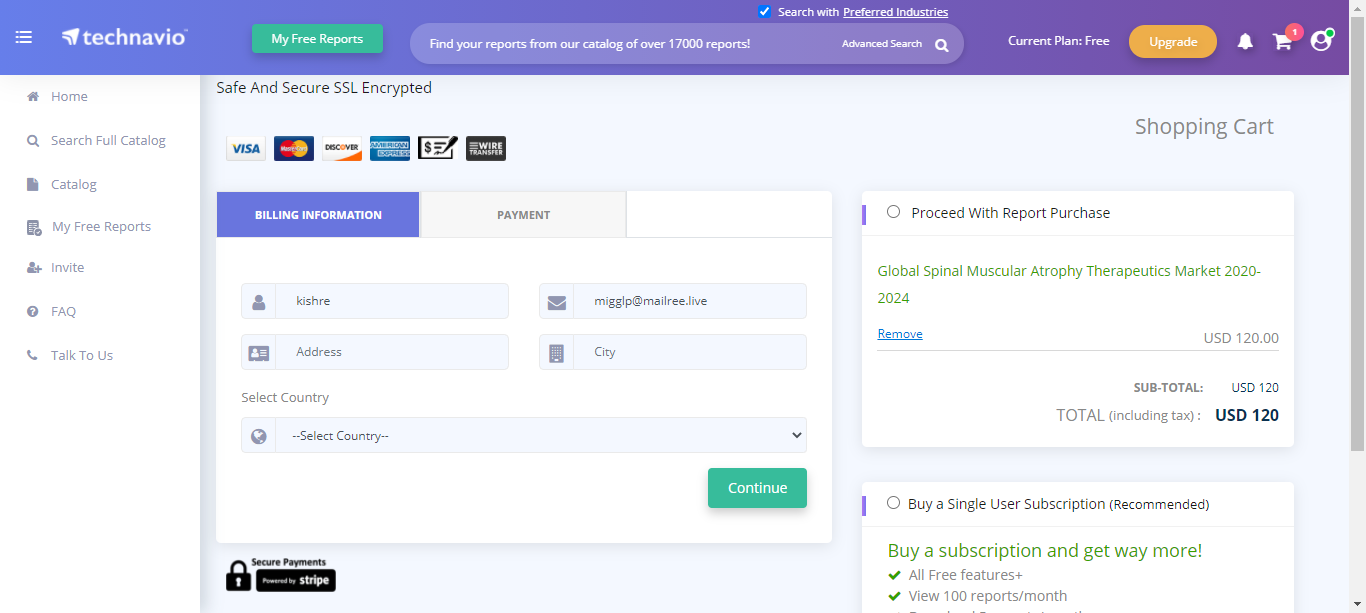 Search with Preferred Industries
technavio
My Free Reports
Find your reports from our catalog of over 17000 reports!
Advanced Search
Current Plan: Free
Upgrade
1
Home
Search Full Catalog
Catalog
My Free Reports
Invite
FAQ
Talk To Us
Safe And Secure SSL Encrypted
VISA
MasterCard
DISCOVER
AMERICAN EXPRESS
$
WIRE TRANSFER
Shopping Cart
BILLING INFORMATION
PAYMENT
kishre
migglp@mailree.live
Address
City
Select Country
--Select Country--
Continue
Secure Payments
Powered by stripe
Proceed With Report Purchase
Global Spinal Muscular Atrophy Therapeutics Market 2020-
2024
Remove
USD 120.00
SUB-TOTAL: USD 120
TOTAL (including tax) : USD 120
Buy a Single User Subscription (Recommended)
Buy a subscription and get way more!
All Free features+
View 100 reports/month